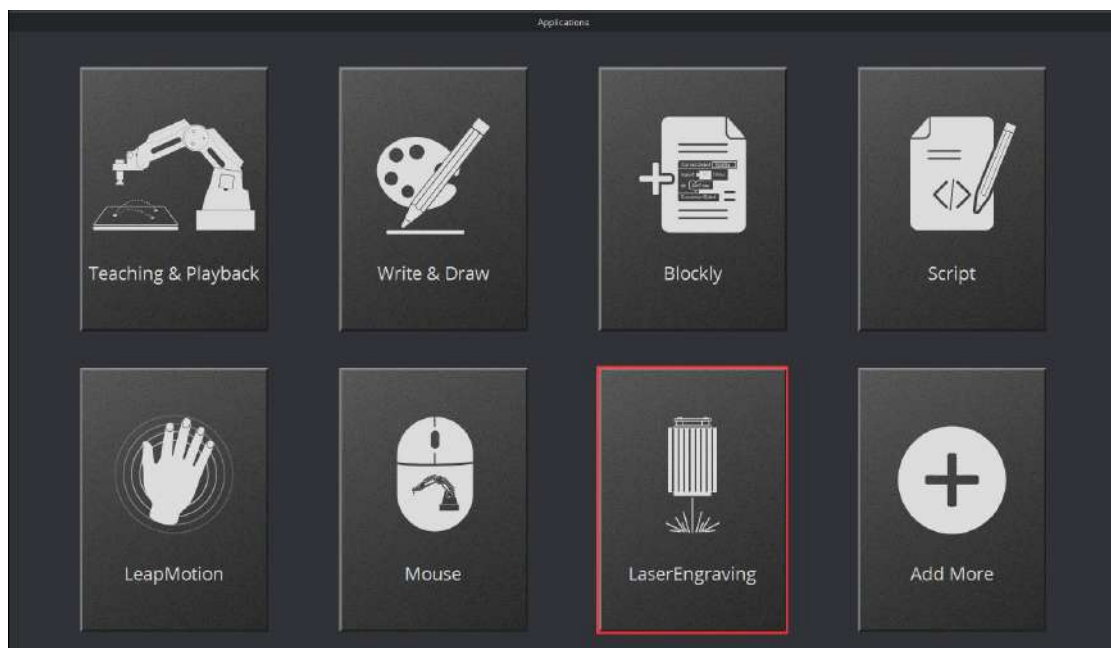 Applications
Teaching & Playback
Write & Draw
Blockly
Script
LeapMotion
Mouse
LaserEngraving
Add More